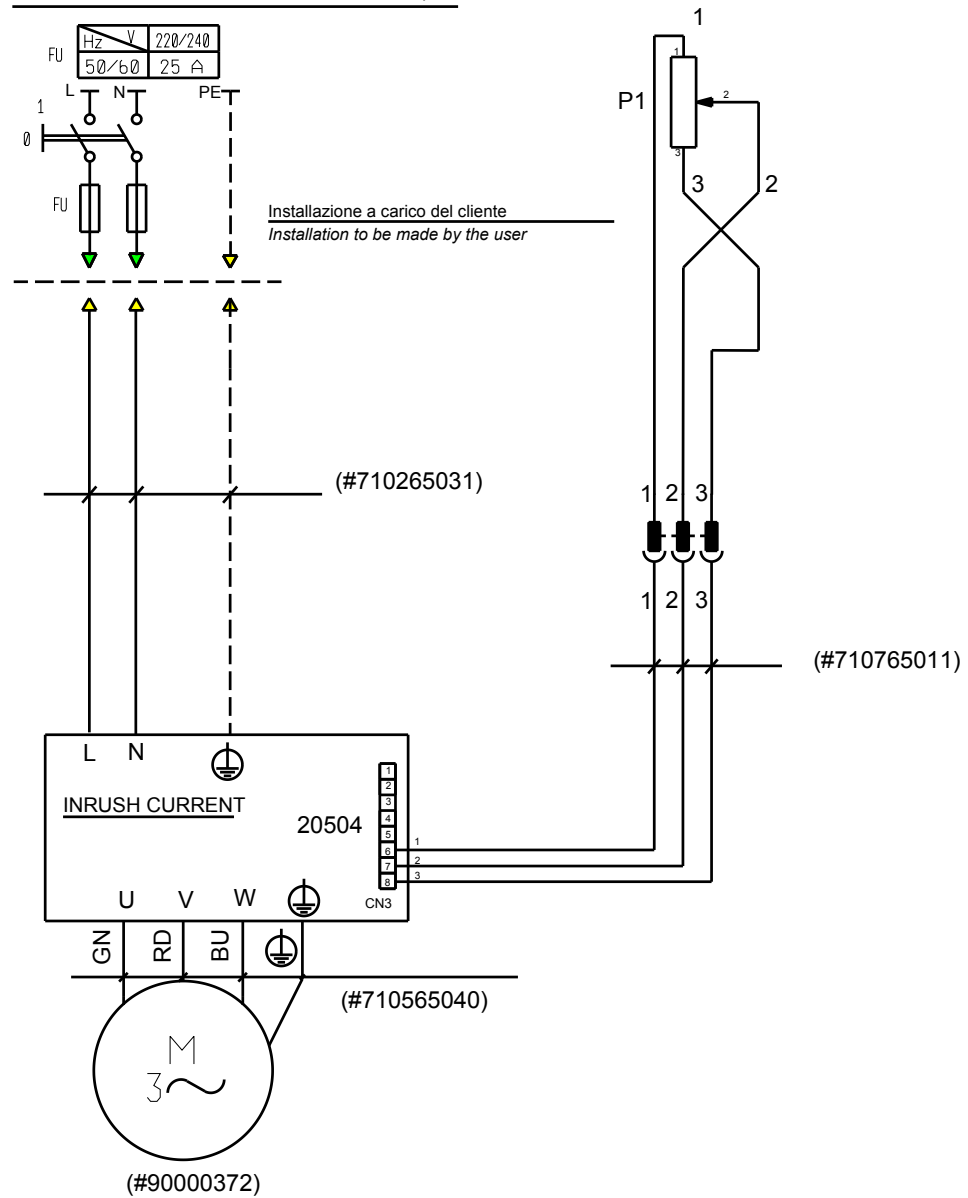 FU
Hz V 220/240
50/60 25 A
L N PE
1
0
FU
Installazione a carico del cliente
Installation to be made by the user
1
1
P1
2
3
3 2
(#710265031)
1 2 3
1 2 3
(#710765011)
L N
INRUSH CURRENT
20504
1
2
3
4
5
6
7
8
CN3
1
2
3
U V W
GN RD BU
(#710565040)
M
3
(#90000372)